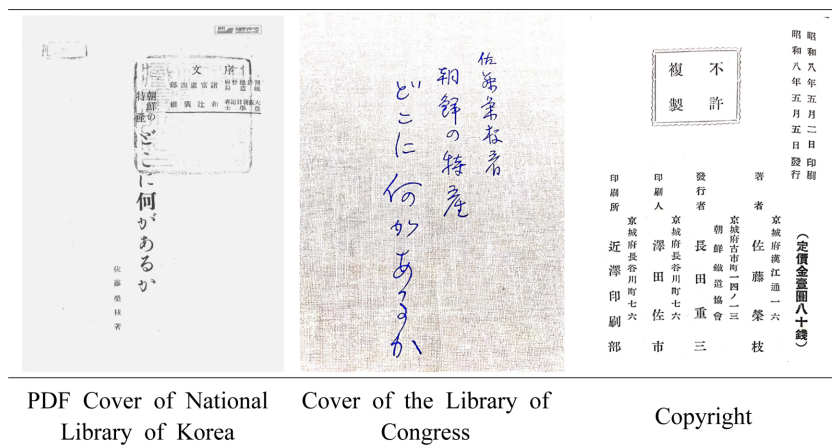 序文
朝鮮の特産
どこに何があるか
佐藤榮枝著
佐藤榮枝著
朝鮮の特産
どこに何があるか
昭和八年五月二日印刷
昭和八年五月五日發行
(定價金壹圓八十錢)
不許
複製
京城府漢江通一六
著者 佐藤榮枝
京城府古市町一四ノ一三
朝鮮鐵道協會
發行者 長田重三
京城府長谷川町七六
印刷人 澤田佐市
京城府長谷川町七六
印刷所 近澤印刷部
PDF Cover of National
Library of Korea
Cover of the Library of
Congress
Copyright